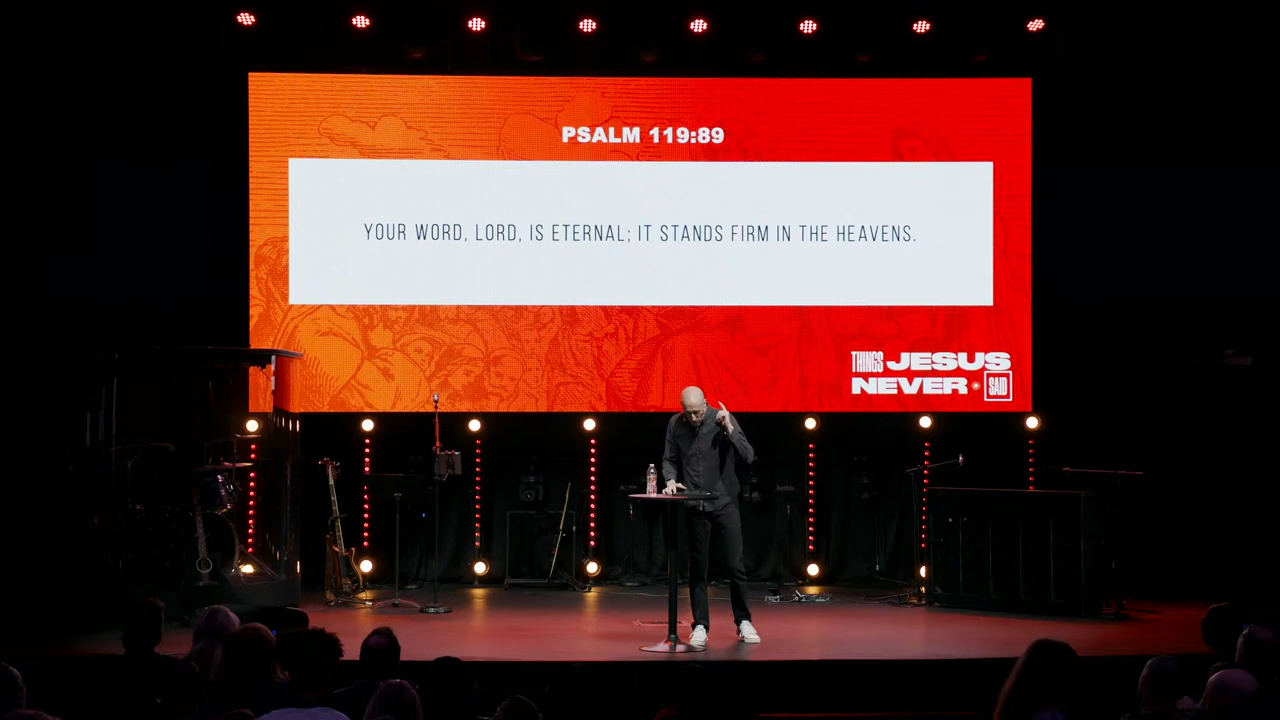 PSALM 119:89
YOUR WORD, LORD, IS ETERNAL; IT STANDS FIRM IN THE HEAVENS.
THINGS JESUS
NEVER SAID